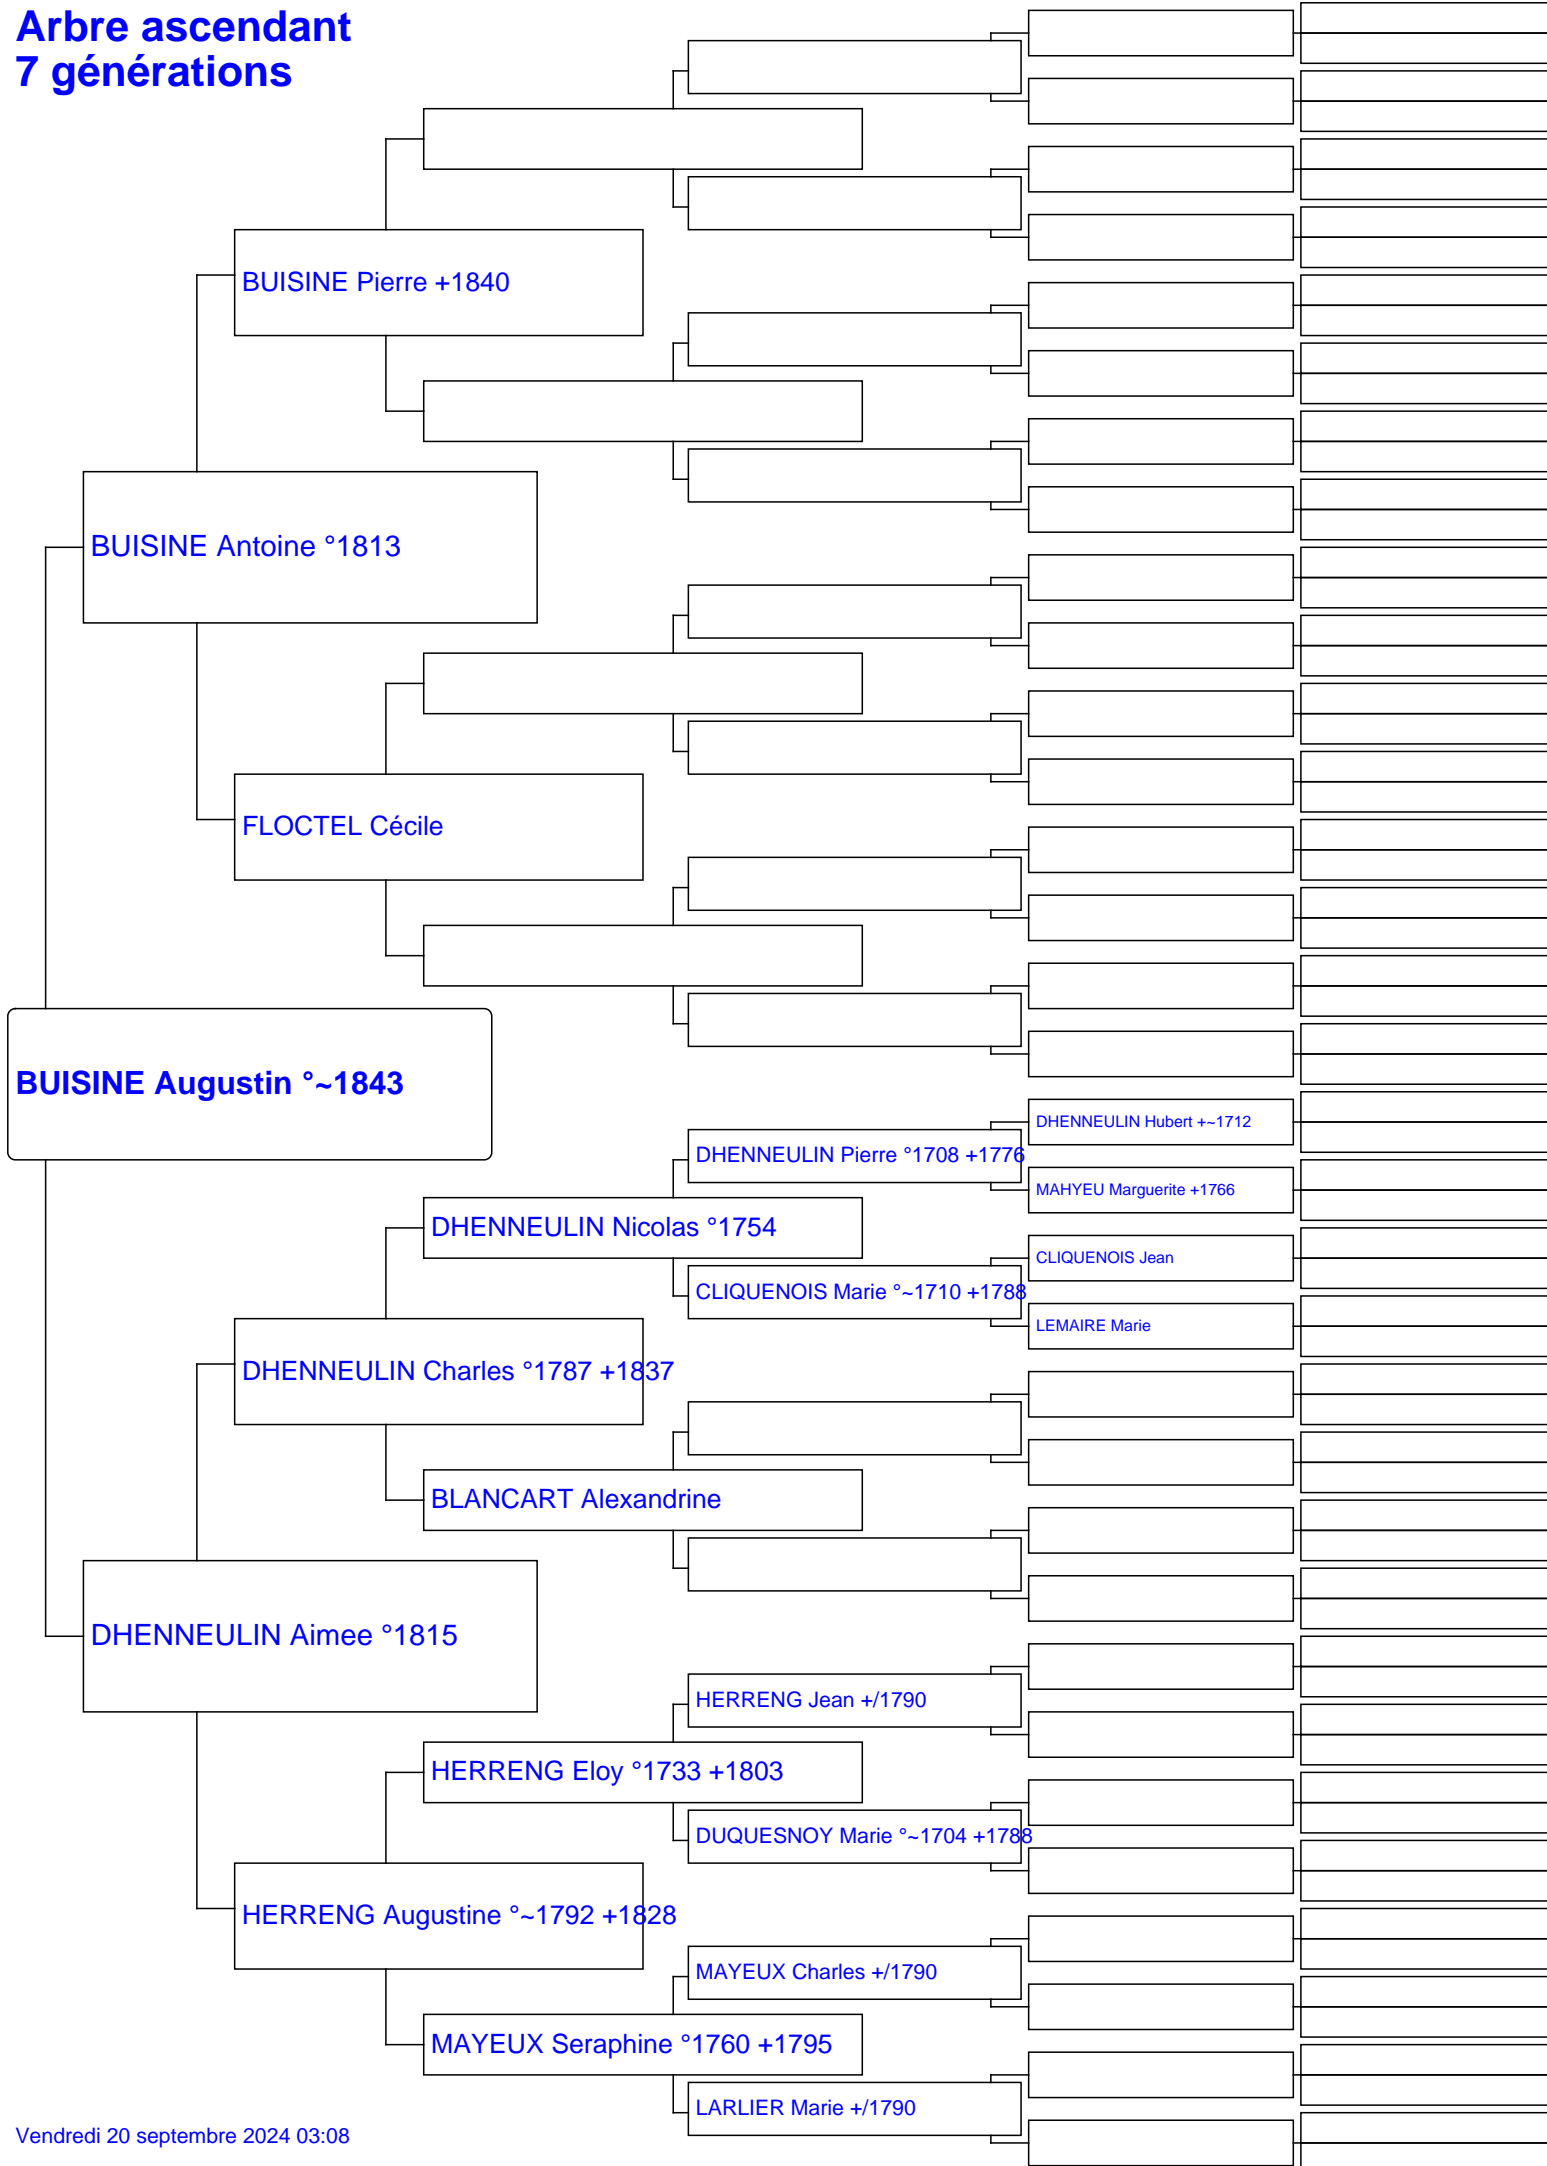 Arbre ascendant
7 générations
BUISINE Pierre +1840
BUISINE Antoine °1813
FLOCTEL Cécile
BUISINE Augustin °~1843
DHENNEULIN Hubert +~1712
DHENNEULIN Pierre °1708 +1776
MAHYEU Marguerite +1766
DHENNEULIN Nicolas °1754
CLIQUENOIS Jean
CLIQUENOIS Marie °~1710 +1788
LEMAIRE Marie
DHENNEULIN Charles °1787 +1837
BLANCART Alexandrine
DHENNEULIN Aimee °1815
HERRENG Jean +/1790
HERRENG Eloy °1733 +1803
DUQUESNOY Marie °~1704 +1788
HERRENG Augustine °~1792 +1828
MAYEUX Charles +/1790
MAYEUX Seraphine °1760 +1795
LARLIER Marie +/1790
Vendredi 20 septembre 2024 03:08